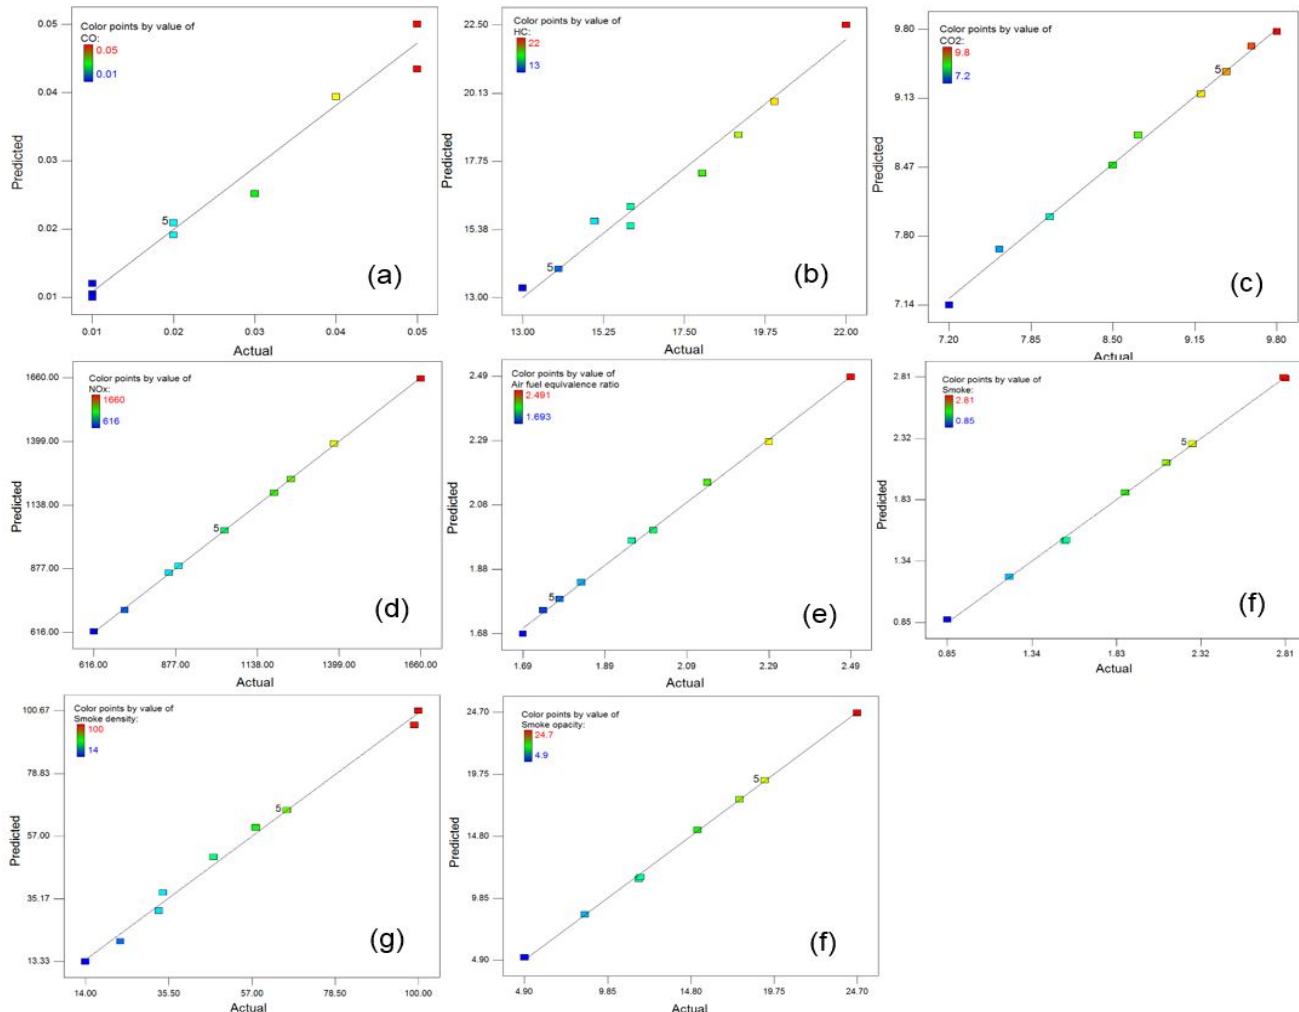 Color points by value of
CO:
0.05
0.01
0.05
0.04
0.03
0.02
0.01
Predicted
5
(a)
0.01 0.02 0.03 0.04 0.05
Actual
Color points by value of
HC:
22
13
22.50
20.13
17.75
15.38
13.00
Predicted
5
(b)
13.00 15.25 17.50 19.75 22.00
Actual
Color points by value of
CO2:
9.8
7.2
9.80
9.13
8.47
7.80
7.14
Predicted
5
(c)
7.20 7.85 8.50 9.15 9.80
Actual
Color points by value of
NOx:
1660
616
1660.00
1399.00
1138.00
877.00
616.00
Predicted
5
(d)
616.00 877.00 1138.00 1399.00 1660.00
Actual
Color points by value of
Air fuel equivalence ratio
2.491
1.693
2.49
2.29
2.08
1.88
1.68
Predicted
5
(e)
1.69 1.89 2.09 2.29 2.49
Actual
Color points by value of
Smoke:
2.81
0.85
2.81
2.32
1.83
1.34
0.85
Predicted
5
(f)
0.85 1.34 1.83 2.32 2.81
Actual
Color points by value of
Smoke density:
100
14
100.67
78.83
57.00
35.17
13.33
Predicted
5
(g)
14.00 35.50 57.00 78.50 100.00
Actual
Color points by value of
Smoke opacity:
24.7
4.9
24.70
19.75
14.80
9.85
4.90
Predicted
5
(f)
4.90 9.85 14.80 19.75 24.70
Actual